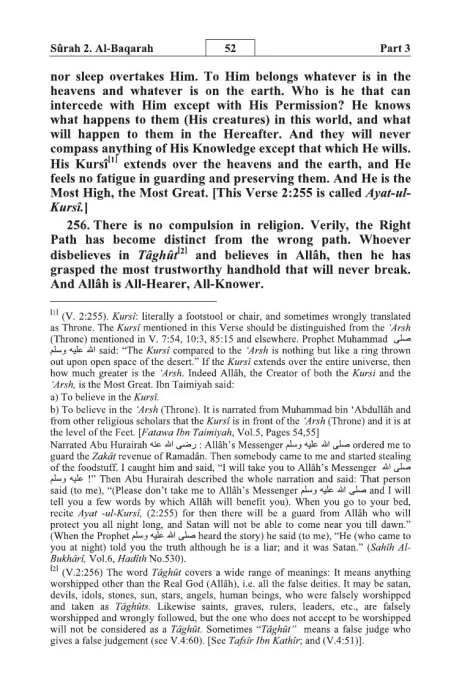 Sûrah 2. Al-Baqarah 52 Part 3
nor sleep overtakes Him. To Him belongs whatever is in the
heavens and whatever is on the earth. Who is he that can
intercede with Him except with His Permission? He knows
what happens to them (His creatures) in this world, and what
will happen to them in the Hereafter. And they will never
compass anything of His Knowledge except that which He wills.
His Kursî[1] extends over the heavens and the earth, and He
feels no fatigue in guarding and preserving them. And He is the
Most High, the Most Great. [This Verse 2:255 is called Ayat-ul-
Kursî.]
256. There is no compulsion in religion. Verily, the Right
Path has become distinct from the wrong path. Whoever
disbelieves in Tâghût[2] and believes in Allâh, then he has
grasped the most trustworthy handhold that will never break.
And Allâh is All-Hearer, All-Knower.
[1] (V. 2:255). Kursî: literally a footstool or chair, and sometimes wrongly translated
as Throne. The Kursî mentioned in this Verse should be distinguished from the ‘Arsh
(Throne) mentioned in V. 7:54, 10:3, 85:15 and elsewhere. Prophet Muhammad صلى
الله عليه وسلم said: “The Kursî compared to the ‘Arsh is nothing but like a ring thrown
out upon open space of the desert.” If the Kursî extends over the entire universe, then
how much greater is the ‘Arsh. Indeed Allâh, the Creator of both the Kursi and the
‘Arsh, is the Most Great. Ibn Taimiyah said:
a) To believe in the Kursî.
b) To believe in the ‘Arsh (Throne). It is narrated from Muhammad bin ‘Abdullâh and
from other religious scholars that the Kursî is in front of the ‘Arsh (Throne) and it is at
the level of the Feet. [Fatawa Ibn Taimiyah, Vol.5, Pages 54,55]
Narrated Abu Hurairah رضى الله عنه : Allâh’s Messenger صلى الله عليه وسلم ordered me to
guard the Zakât revenue of Ramadân. Then somebody came to me and started stealing
of the foodstuff. I caught him and said, “I will take you to Allâh’s Messenger صلى الله
عليه وسلم !” Then Abu Hurairah described the whole narration and said: That person
said (to me), “(Please don’t take me to Allâh’s Messenger صلى الله عليه وسلم and I will
tell you a few words by which Allâh will benefit you). When you go to your bed,
recite Ayat -ul-Kursî, (2:255) for then there will be a guard from Allâh who will
protect you all night long, and Satan will not be able to come near you till dawn.”
(When the Prophet صلى الله عليه وسلم heard the story) he said (to me), “He (who came to
you at night) told you the truth although he is a liar; and it was Satan.” (Sahîh Al-
Bukhârî, Vol.6, Hadîth No.530).
[2] (V.2:256) The word Tâghût covers a wide range of meanings: It means anything
worshipped other than the Real God (Allâh), i.e. all the false deities. It may be satan,
devils, idols, stones, sun, stars, angels, human beings, who were falsely worshipped
and taken as Tâghûts. Likewise saints, graves, rulers, leaders, etc., are falsely
worshipped and wrongly followed, but the one who does not accept to be worshipped
will not be considered as a Tâghût. Sometimes “Tâghût” means a false judge who
gives a false judgement (see V.4:60). [See Tafsîr Ibn Kathîr; and (V.4:51)].